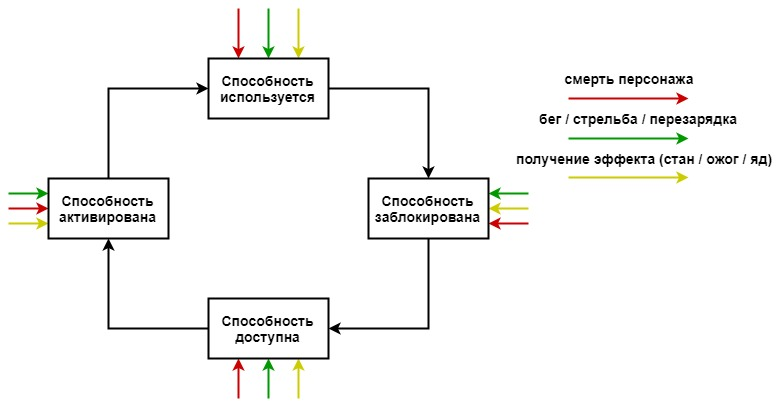 Способность
используется
смерть персонажа
бег / стрельба / перезарядка
получение эффекта (стан / ожог / яд)
Способность
активирована
Способность
заблокирована
Способность
доступна